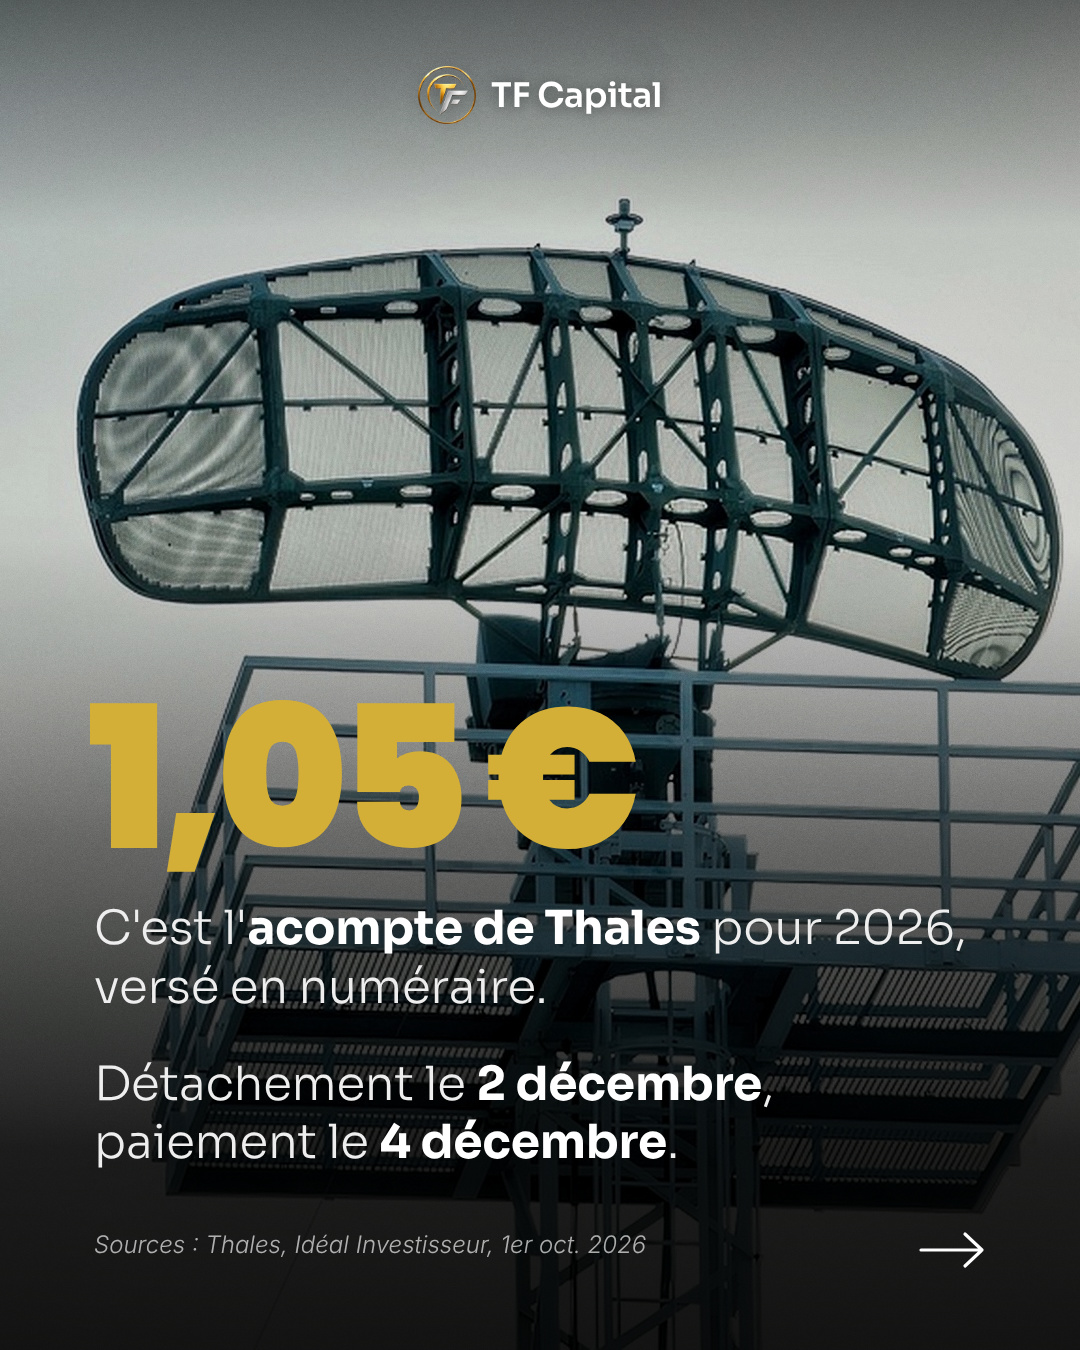 TF Capital
1,05 €
C'est l'acompte de Thales pour 2026,
versé en numéraire.
Détachement le 2 décembre,
paiement le 4 décembre.
Sources : Thales, Idéal Investisseur, 1er oct. 2026